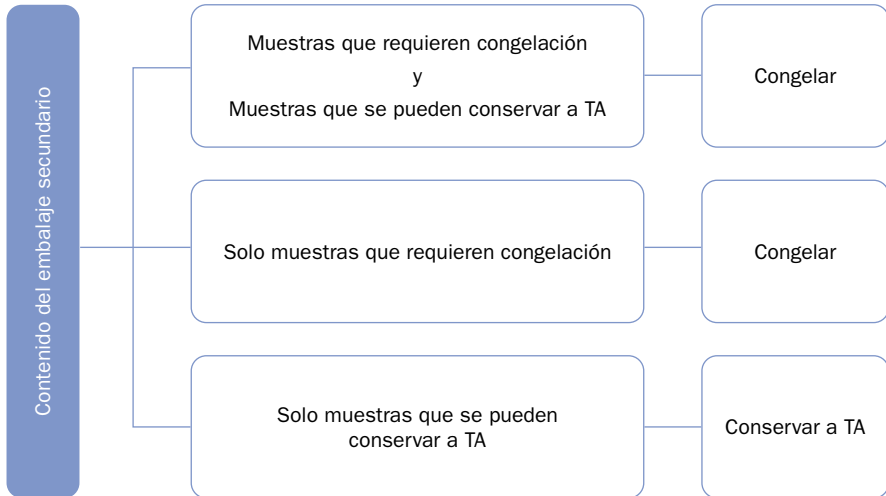 Contenido del embalaje secundario
Muestras que requieren congelación
y
Muestras que se pueden conservar a TA
Congelar
Solo muestras que requieren congelación
Congelar
Solo muestras que se pueden
conservar a TA
Conservar a TA